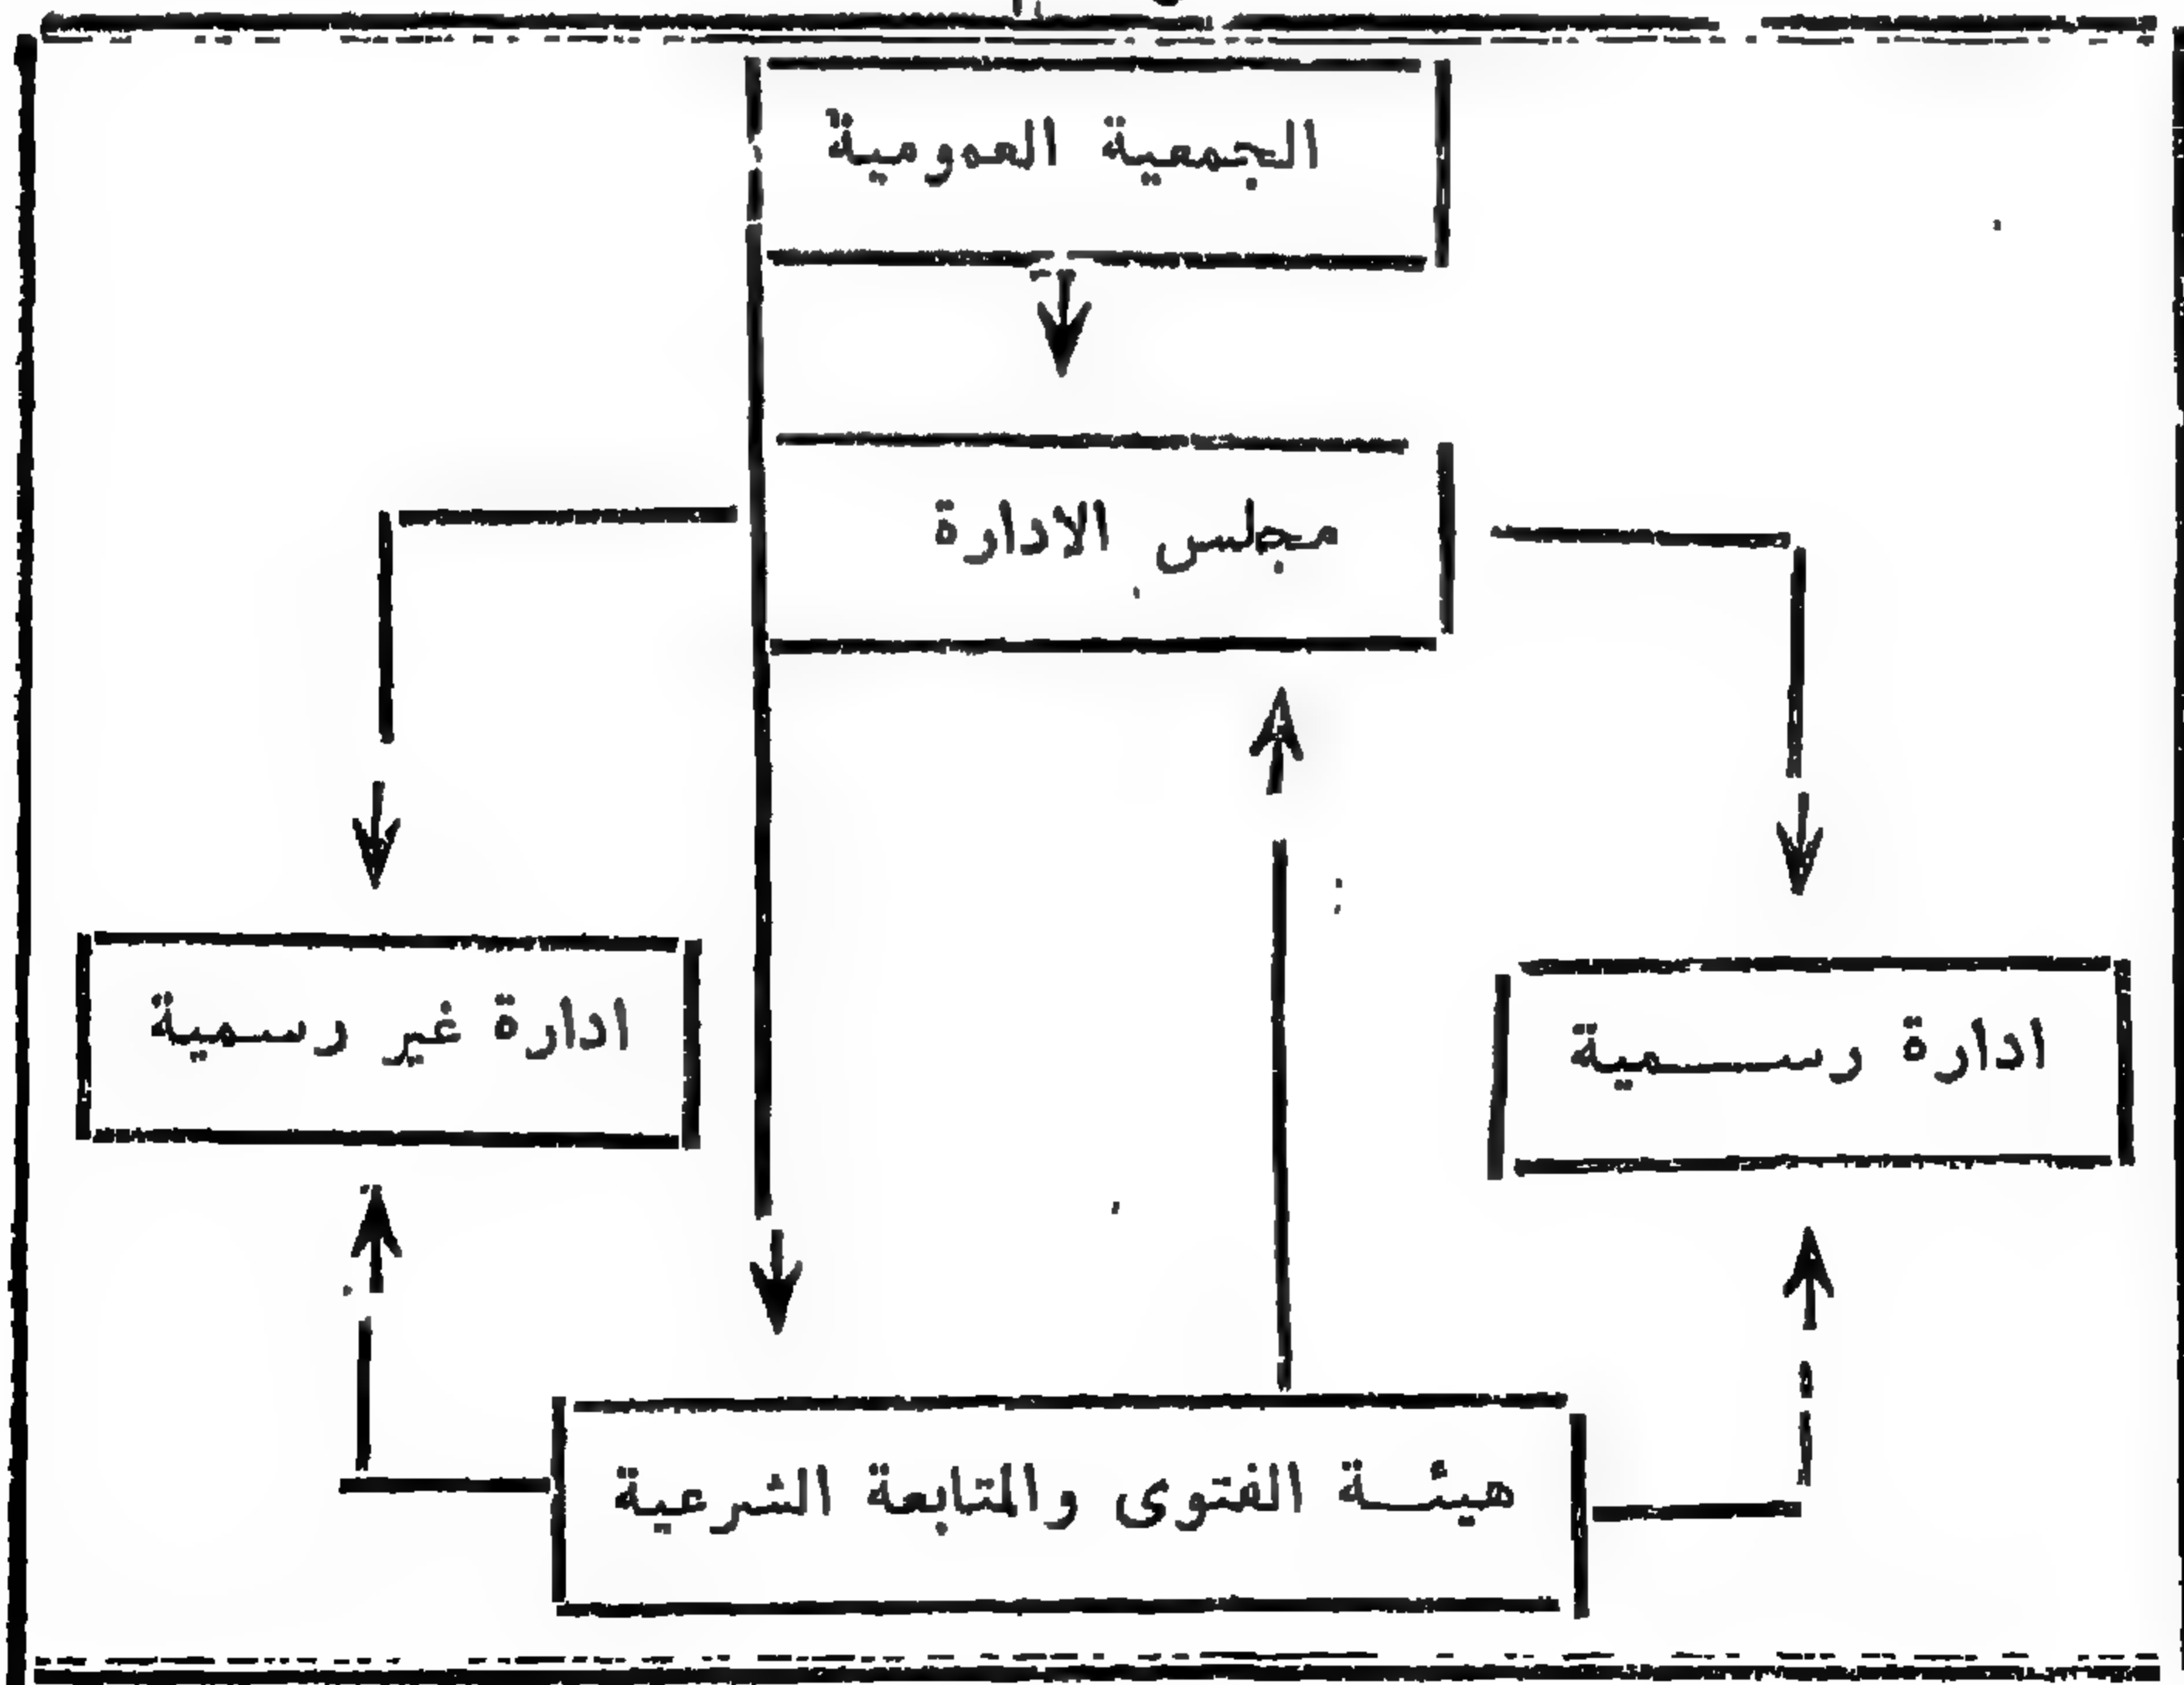 الجمعية العمومية
مجلس الادارة
ادارة رسمية
ادارة غير رسمية
هيئة الفتوى والمتابعة الشرعية